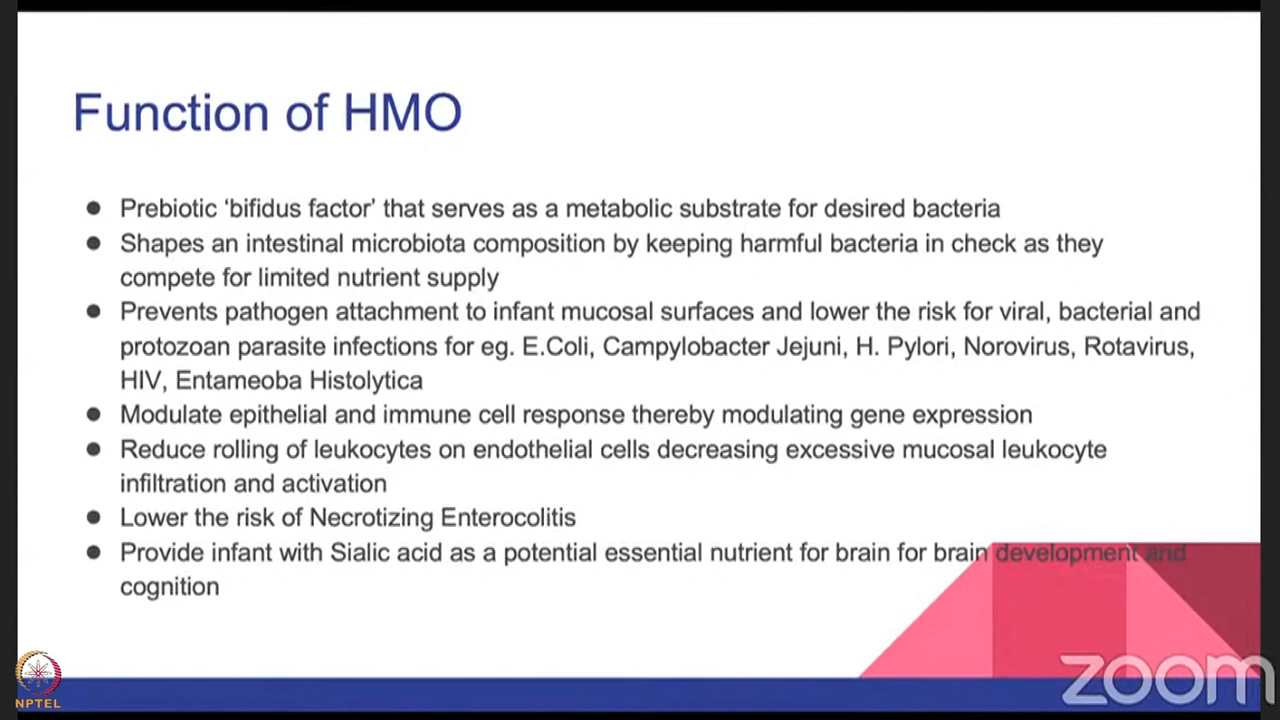 Function of HMO
● Prebiotic ‘bifidus factor’ that serves as a metabolic substrate for desired bacteria
● Shapes an intestinal microbiota composition by keeping harmful bacteria in check as they
compete for limited nutrient supply
● Prevents pathogen attachment to infant mucosal surfaces and lower the risk for viral, bacterial and
protozoan parasite infections for eg. E.Coli, Campylobacter Jejuni, H. Pylori, Norovirus, Rotavirus,
HIV, Entameoba Histolytica
● Modulate epithelial and immune cell response thereby modulating gene expression
● Reduce rolling of leukocytes on endothelial cells decreasing excessive mucosal leukocyte
infiltration and activation
● Lower the risk of Necrotizing Enterocolitis
● Provide infant with Sialic acid as a potential essential nutrient for brain for brain development and
cognition
zoom
NPTEL